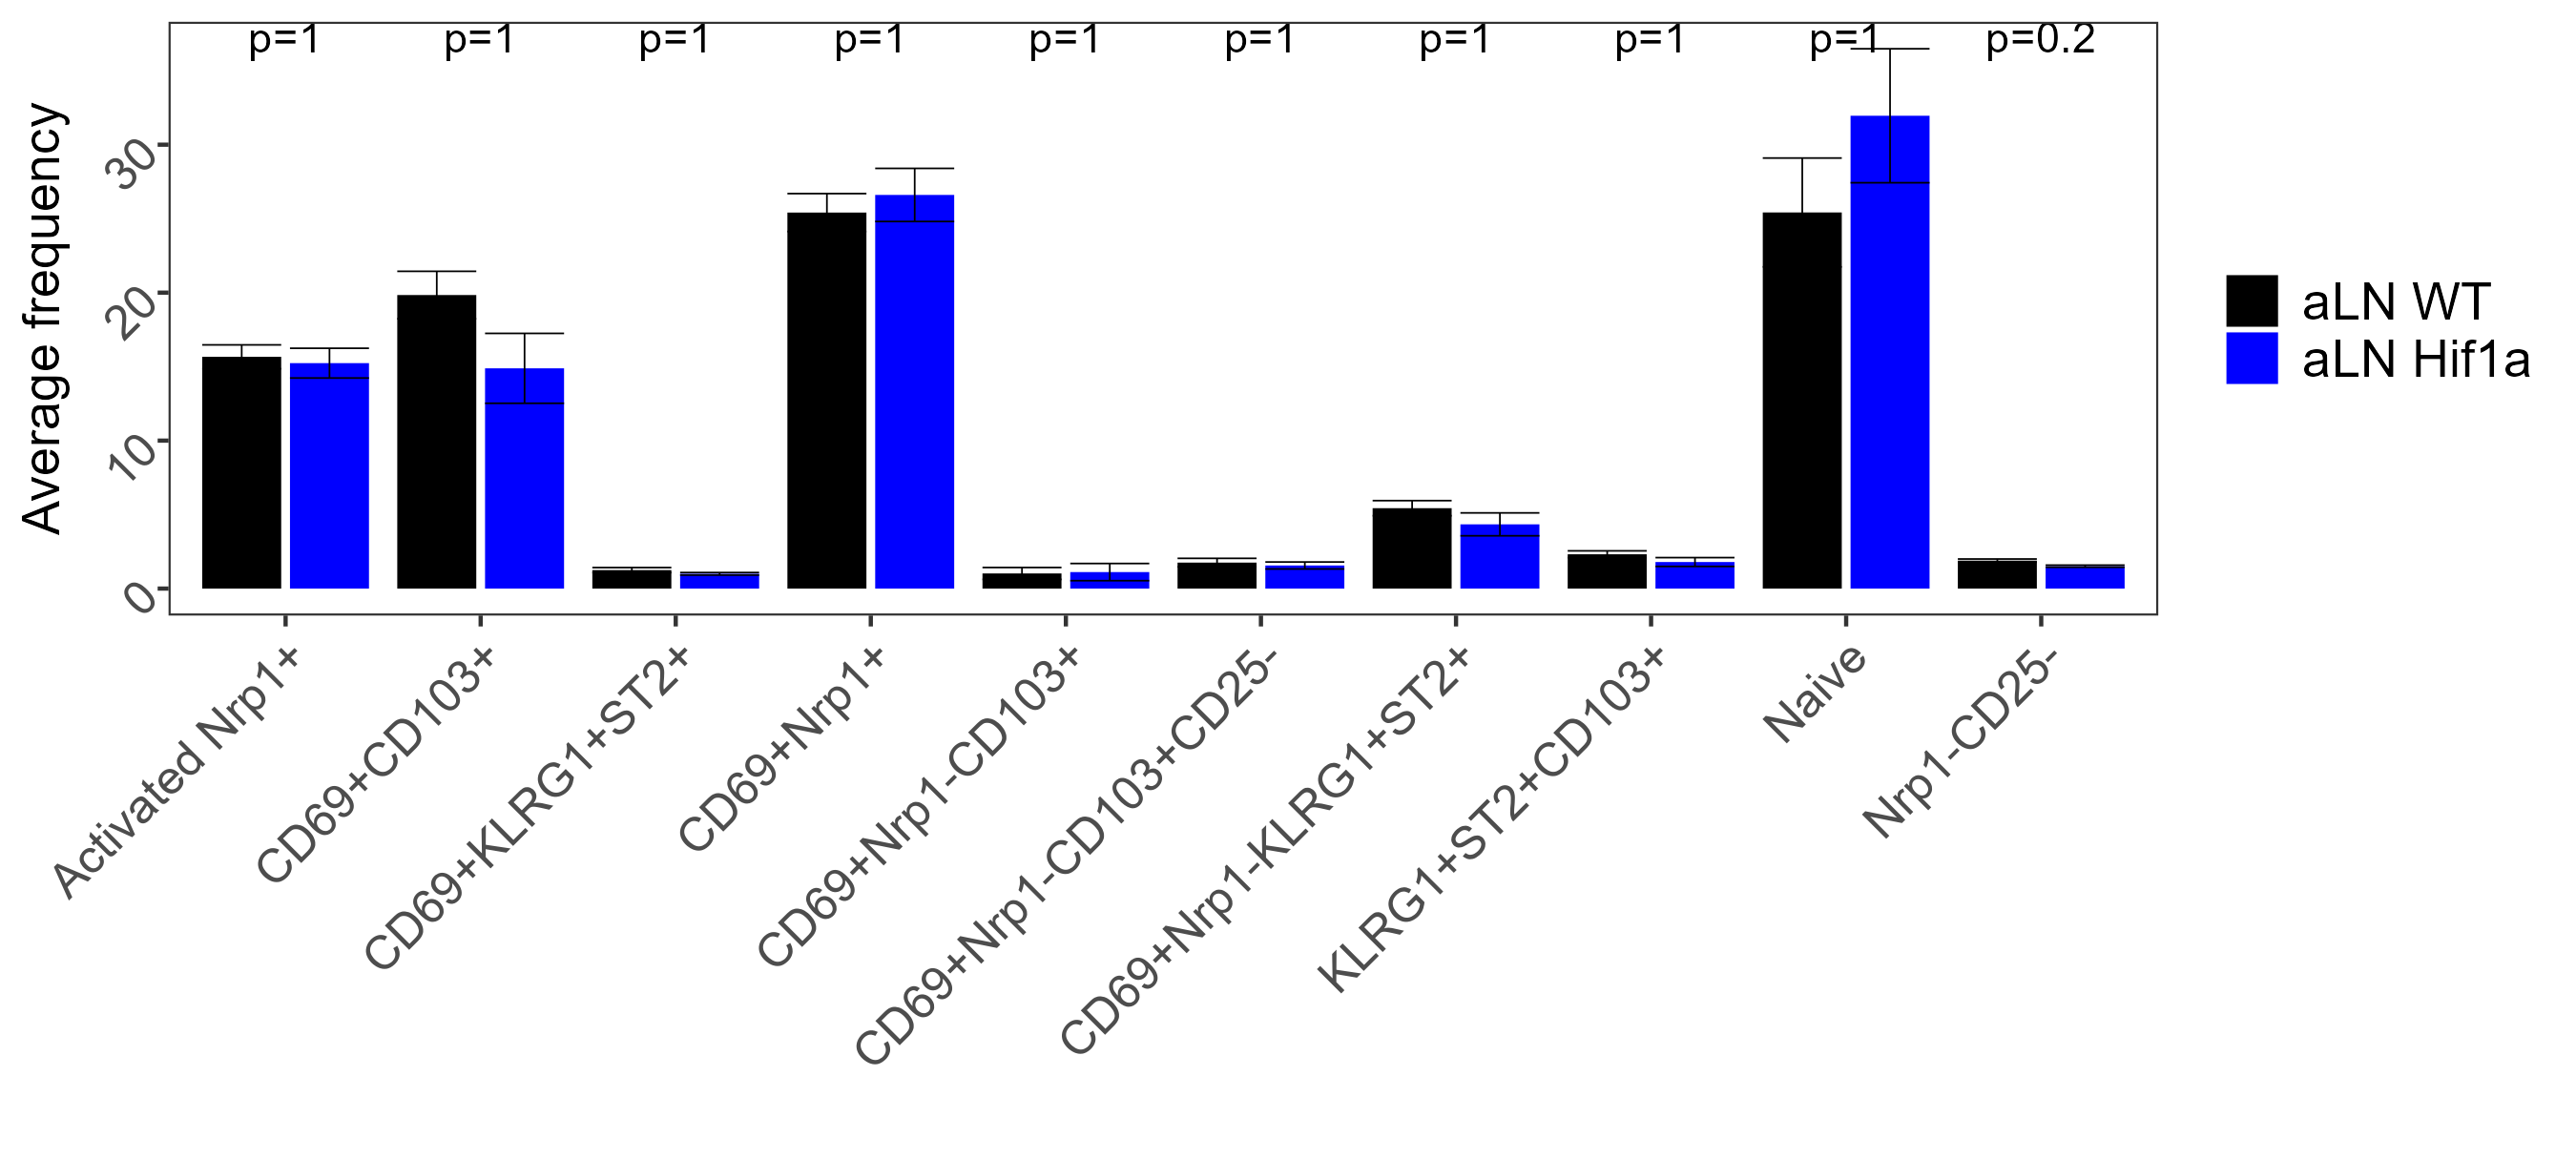 p=1 p=1 p=1 p=1 p=1 p=1 p=1 p=1 p=1 p=0.2
Average frequency
30
20
10
0
aLN WT
aLN Hif1a
Activated Nrp1+
CD69+CD103+
CD69+KLRG1+ST2+
CD69+Nrp1+
CD69+Nrp1-CD103+
CD69+Nrp1-CD103+CD25-
CD69+Nrp1-KLRG1+ST2+
KLRG1+ST2+CD103+
Naive
Nrp1-CD25-